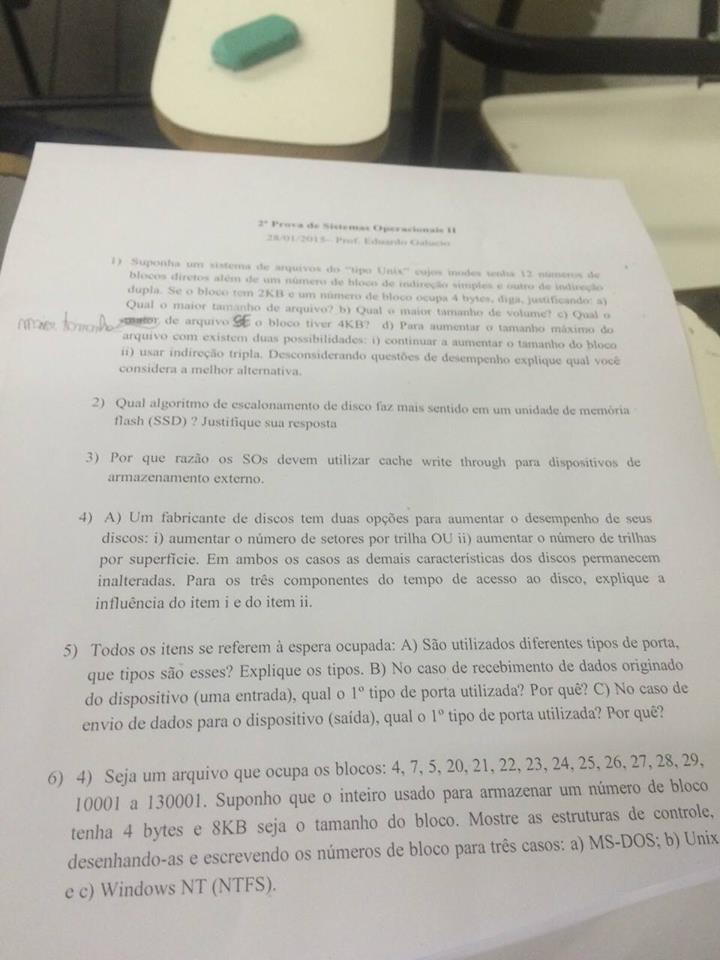 2ª Prova de Sistemas Operacionais II
28/01/2015– Prof. Eduardo Galucio
1) Suponha um sistema de arquivos do "tipo Unix" cujos inodes tenha 12 números de
blocos diretos além de um número de bloco de indireção simples e outro de indireção
dupla. Se o bloco tem 2KB e um número de bloco ocupa 4 bytes, diga, justificando: a)
Qual o maior tamanho de arquivo? b) Qual o maior tamanho de volume? c) Qual o
maior tamanho de arquivo SE o bloco tiver 4KB? d) Para aumentar o tamanho máximo do
arquivo com existem duas possibilidades: i) continuar a aumentar o tamanho do bloco
ii) usar indireção tripla. Desconsiderando questões de desempenho explique qual você
considera a melhor alternativa.
2) Qual algoritmo de escalonamento de disco faz mais sentido em um unidade de memória
flash (SSD) ? Justifique sua resposta
3) Por que razão os SOs devem utilizar cache write through para dispositivos de
armazenamento externo.
4) A) Um fabricante de discos tem duas opções para aumentar o desempenho de seus
discos: i) aumentar o número de setores por trilha OU ii) aumentar o número de trilhas
por superfície. Em ambos os casos as demais características dos discos permanecem
inalteradas. Para os três componentes do tempo de acesso ao disco, explique a
influência do item i e do item ii.
5) Todos os itens se referem à espera ocupada: A) São utilizados diferentes tipos de porta,
que tipos são esses? Explique os tipos. B) No caso de recebimento de dados originado
do dispositivo (uma entrada), qual o 1º tipo de porta utilizada? Por quê? C) No caso de
envio de dados para o dispositivo (saída), qual o 1º tipo de porta utilizada? Por quê?
6) 4) Seja um arquivo que ocupa os blocos: 4, 7, 5, 20, 21, 22, 23, 24, 25, 26, 27, 28, 29,
10001 a 130001. Suponho que o inteiro usado para armazenar um número de bloco
tenha 4 bytes e 8KB seja o tamanho do bloco. Mostre as estruturas de controle,
desenhando-as e escrevendo os números de bloco para três casos: a) MS-DOS; b) Unix
e c) Windows NT (NTFS).